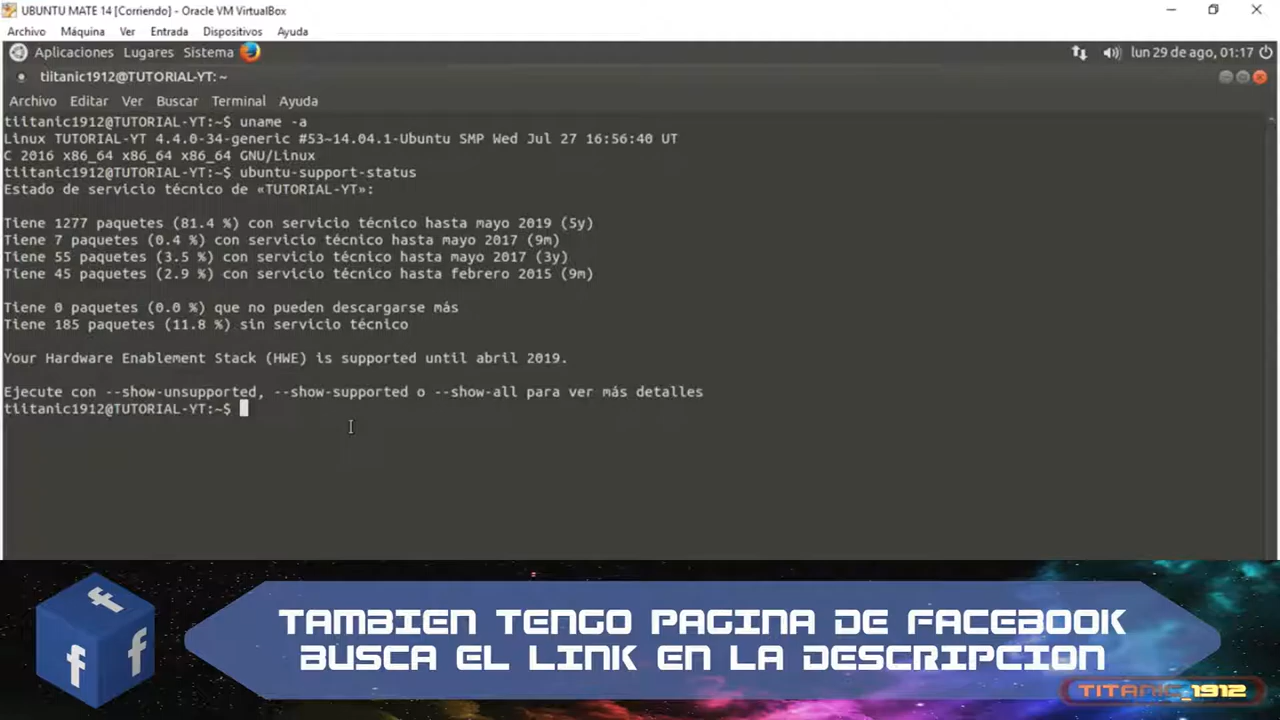 UBUNTU MATE 14 [Corriendo] - Oracle VM VirtualBox
Archivo Máquina Ver Entrada Dispositivos Ayuda
Aplicaciones Lugares Sistema lun 29 de ago, 01:17
tiitanic1912@TUTORIAL-YT: ~
Archivo Editar Ver Buscar Terminal Ayuda
tiitanic1912@TUTORIAL-YT:~$ uname -a
Linux TUTORIAL-YT 4.4.0-34-generic #53~14.04.1-Ubuntu SMP Wed Jul 27 16:56:40 UT
C 2016 x86_64 x86_64 x86_64 GNU/Linux
tiitanic1912@TUTORIAL-YT:~$ ubuntu-support-status
Estado de servicio técnico de «TUTORIAL-YT»:
Tiene 1277 paquetes (81.4 %) con servicio técnico hasta mayo 2019 (5y)
Tiene 7 paquetes (0.4 %) con servicio técnico hasta mayo 2017 (9m)
Tiene 55 paquetes (3.5 %) con servicio técnico hasta mayo 2017 (3y)
Tiene 45 paquetes (2.9 %) con servicio técnico hasta febrero 2015 (9m)
Tiene 0 paquetes (0.0 %) que no pueden descargarse más
Tiene 185 paquetes (11.8 %) sin servicio técnico
Your Hardware Enablement Stack (HWE) is supported until abril 2019.
Ejecute con --show-unsupported, --show-supported o --show-all para ver más detalles
tiitanic1912@TUTORIAL-YT:~$
TAMBIEN TENGO PAGINA DE FACEBOOK
BUSCA EL LINK EN LA DESCRIPCION
TITANIC_1912